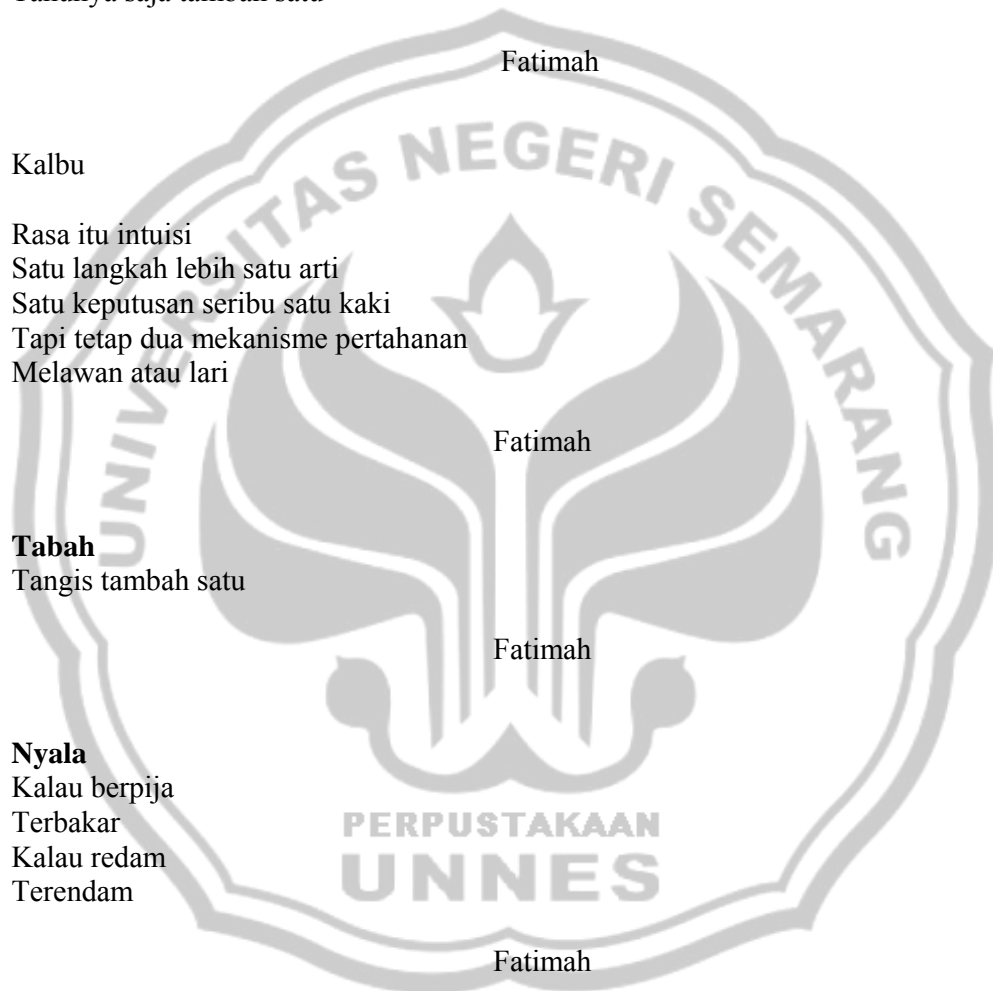 Fatimah
Kalbu
Rasa itu intuisi
Satu langkah lebih satu arti
Satu keputusan seribu satu kaki
Tapi tetap dua mekanisme pertahanan
Melawan atau lari
Fatimah
Tabah
Tangis tambah satu
Fatimah
Nyala
Kalau berpija
Terbakar
Kalau redam
Terendam
Fatimah
UNIVERSITAS NEGERI SEMARANG
PERPUSTAKAAN
UNNES